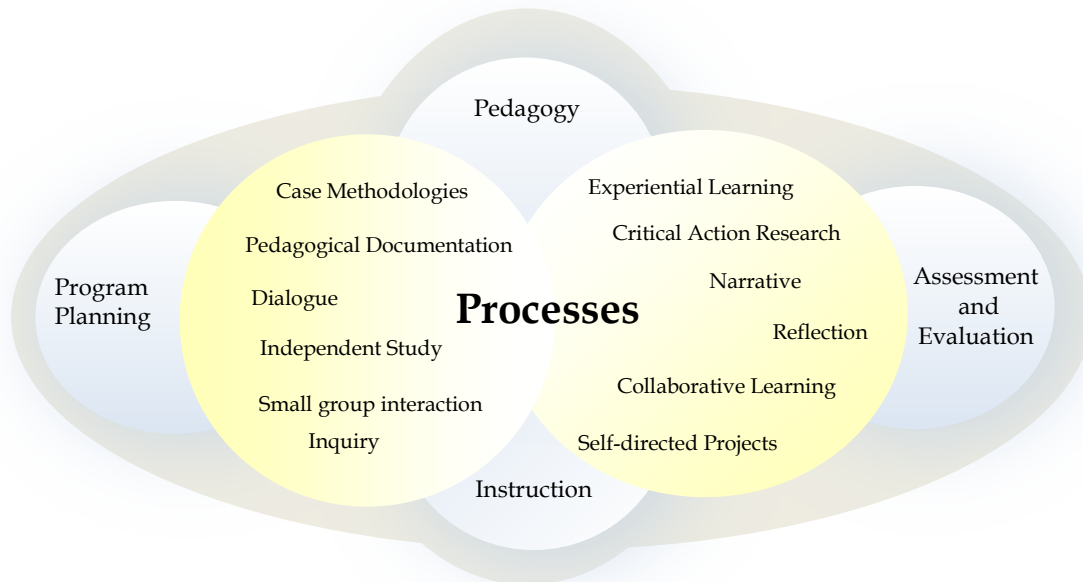 Pedagogy
Case Methodologies
Pedagogical Documentation
Dialogue
Independent Study
Small group interaction
Inquiry
Processes
Experiential Learning
Critical Action Research
Narrative
Reflection
Collaborative Learning
Self-directed Projects
Program
Planning
Assessment
and
Evaluation
Instruction